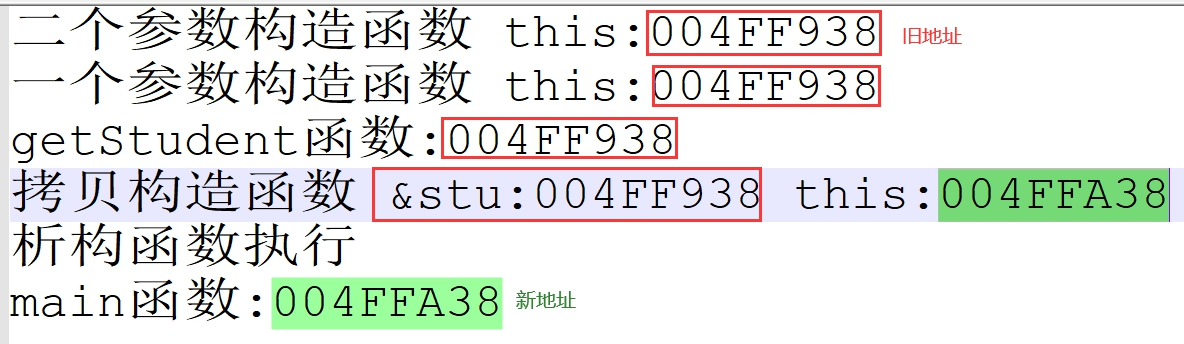 二个参数构造函数 this:004FF938 旧地址
一个参数构造函数 this:004FF938
getStudent函数:004FF938
拷贝构造函数 &stu:004FF938 this:004FFA38
析构函数执行
main函数:004FFA38 新地址